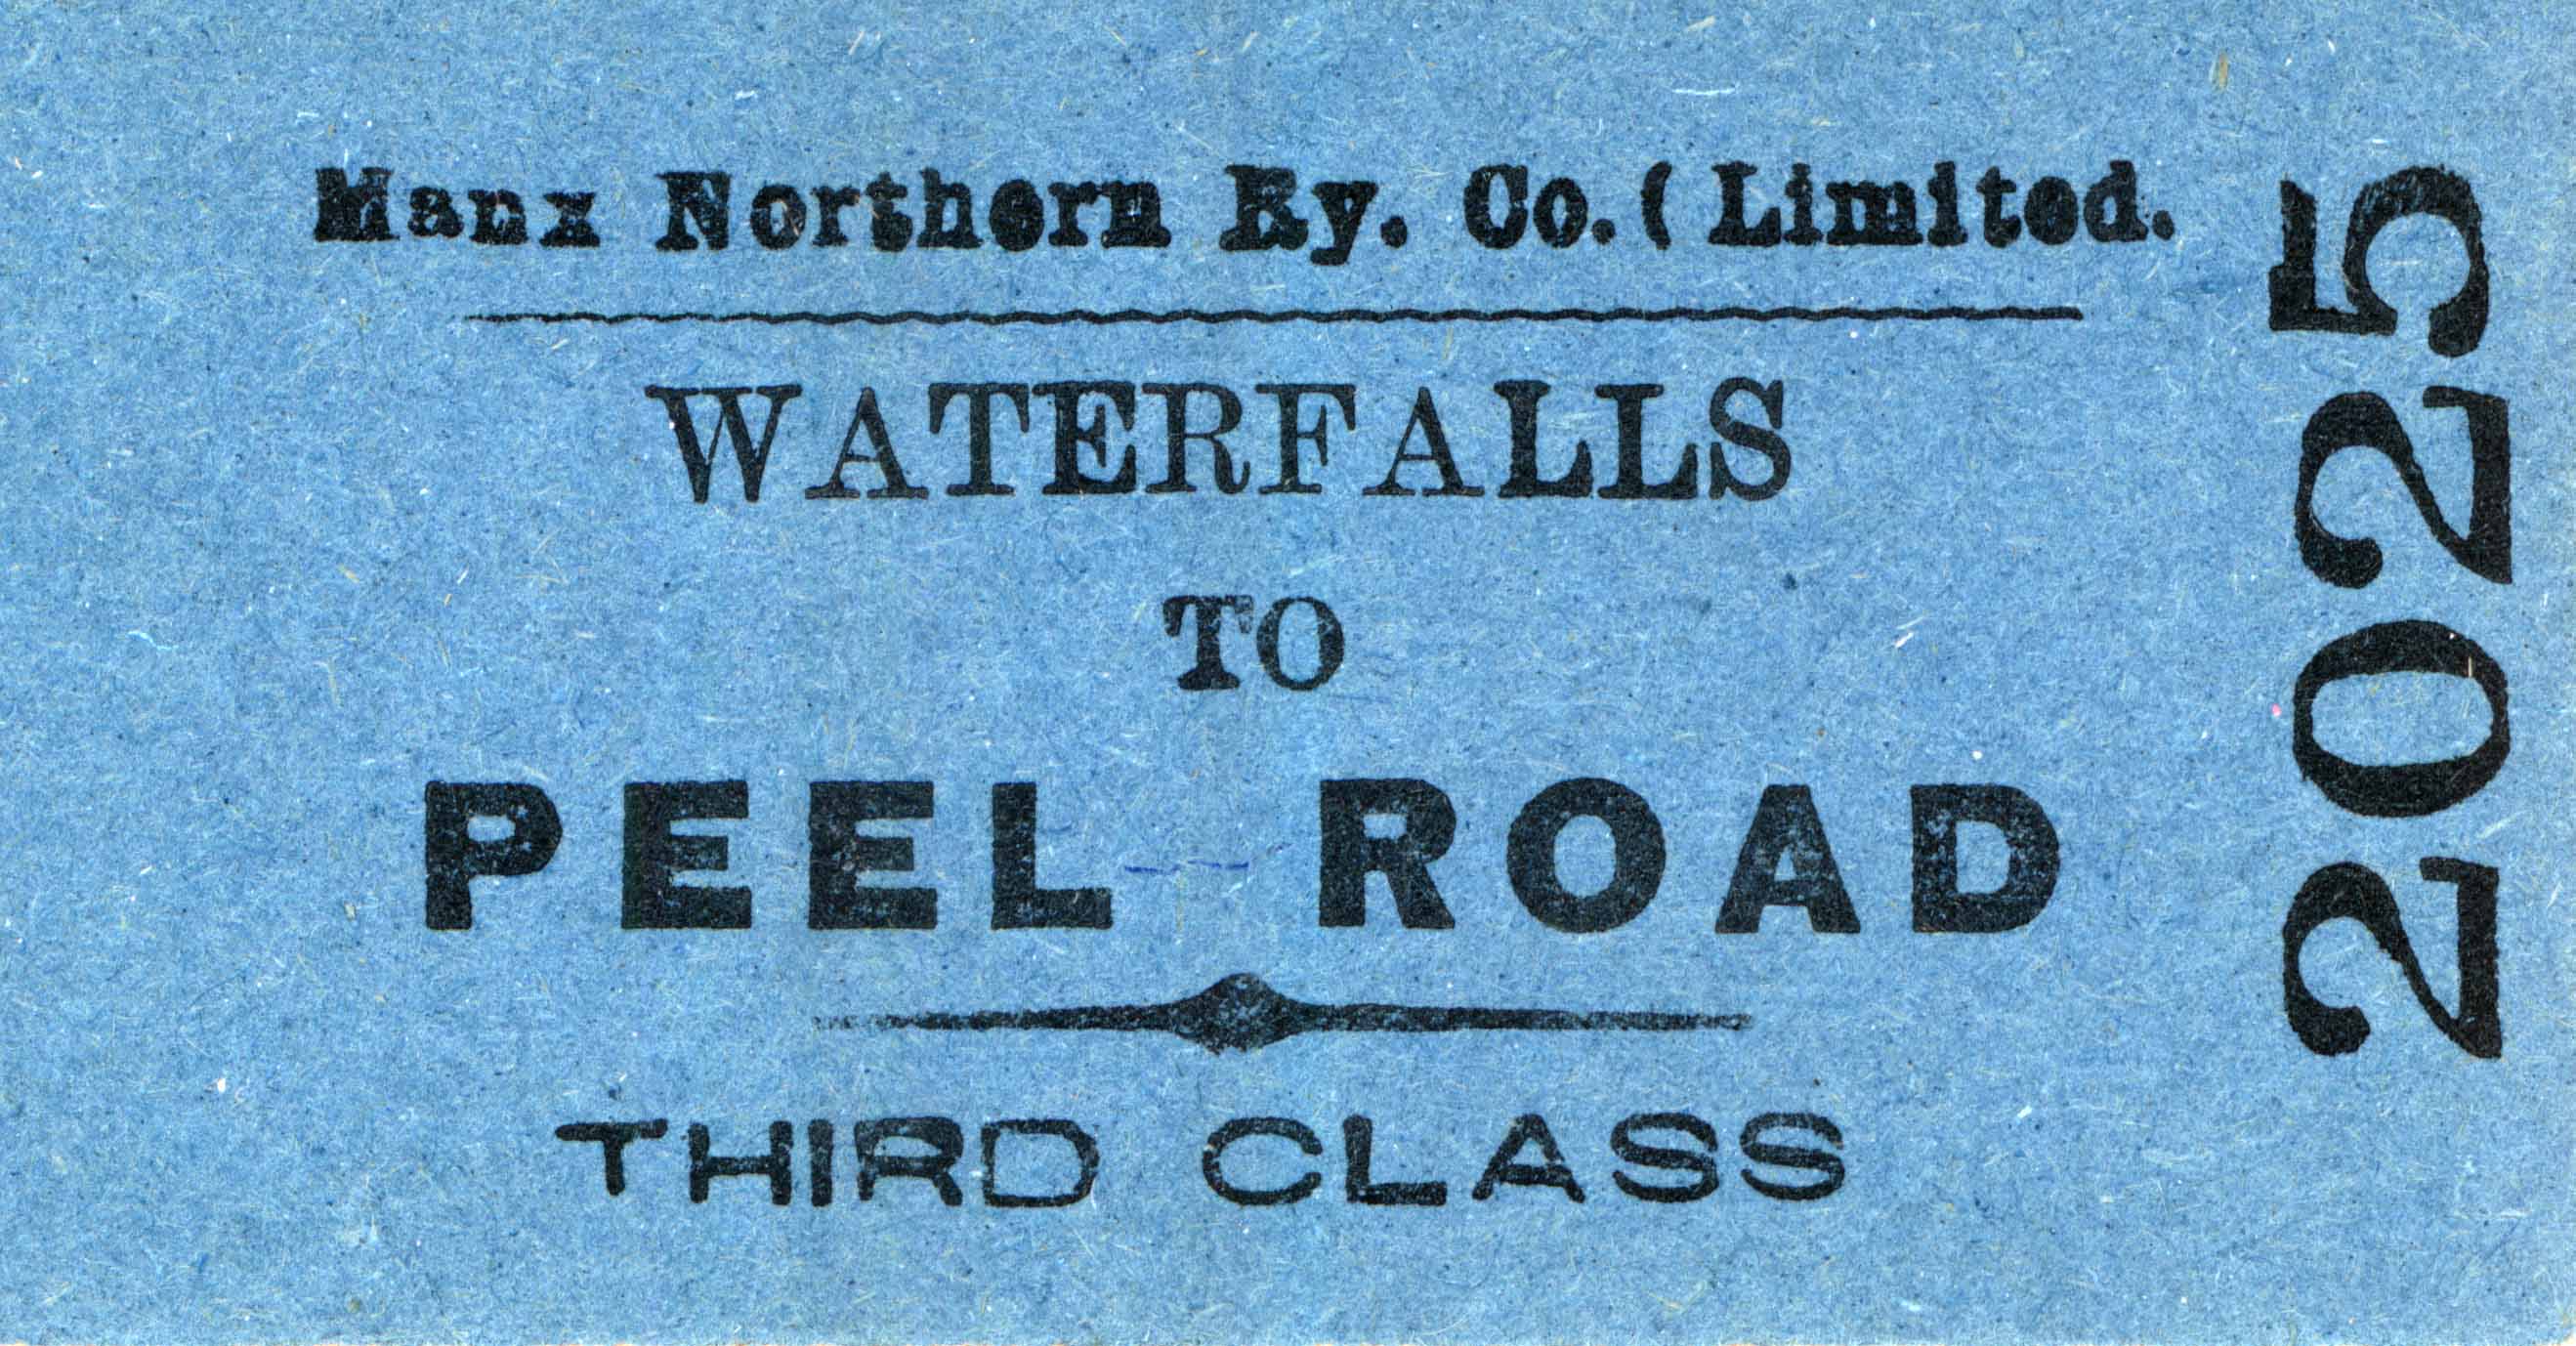 Manx Northern Ry. Co. (Limited.
WATERFALLS
TO
PEEL ROAD
THIRD CLASS
2025